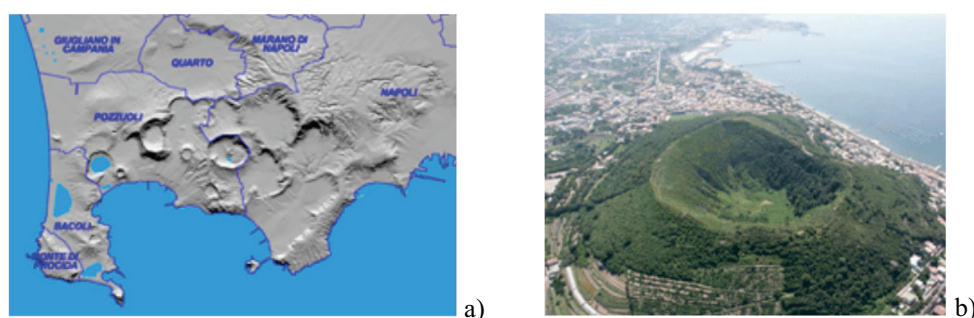 GIUGLIANO IN
CAMPANIA
MARANO DI
NAPOLI
QUARTO
NAPOLI
POZZUOLI
BACOLI
MONTE DI
PROCIDA
a)
b)